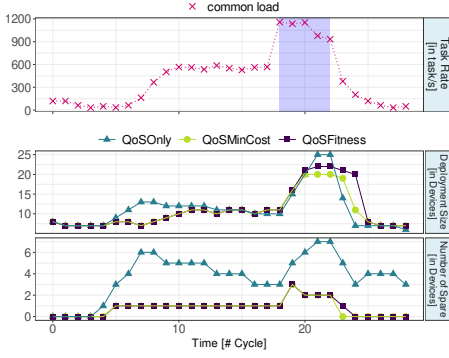 common load
1200
900
600
300
0
Task Rate
[in task/s]
QoSOnly QoSMinCost QoSFitness
25
20
15
10
Deployment Size
[in Devices]
6
4
2
0
Number of Spare
[in Devices]
0 10 20
Time [# Cycle]